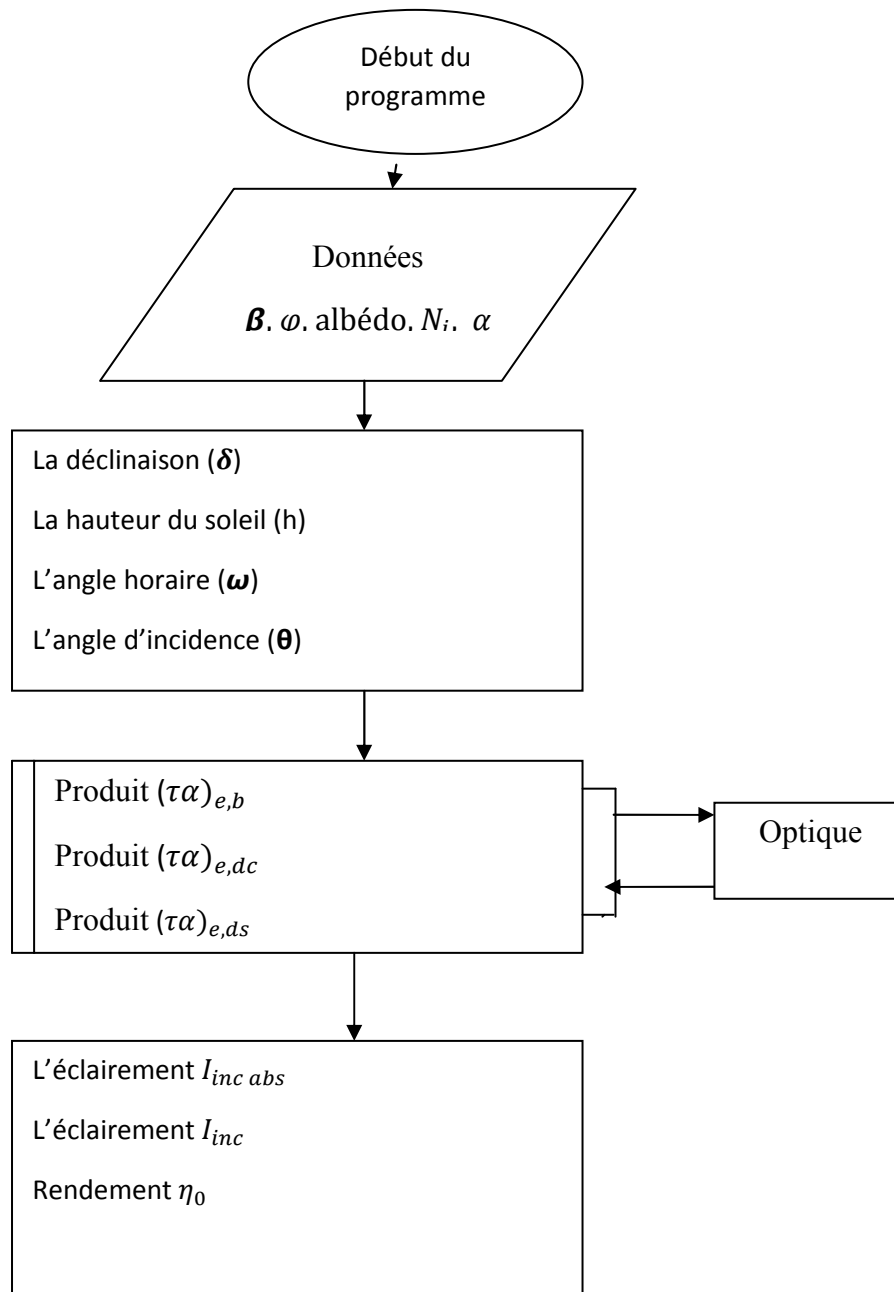 Début du
programme
Données
β. φ. albédo. Nᵢ. α
La déclinaison (δ)
La hauteur du soleil (h)
L’angle horaire (ω)
L’angle d’incidence (θ)
Produit (τα)e,b
Produit (τα)e,dc
Produit (τα)e,ds
Optique
L’éclairement Iinc abs
L’éclairement Iinc
Rendement η₀